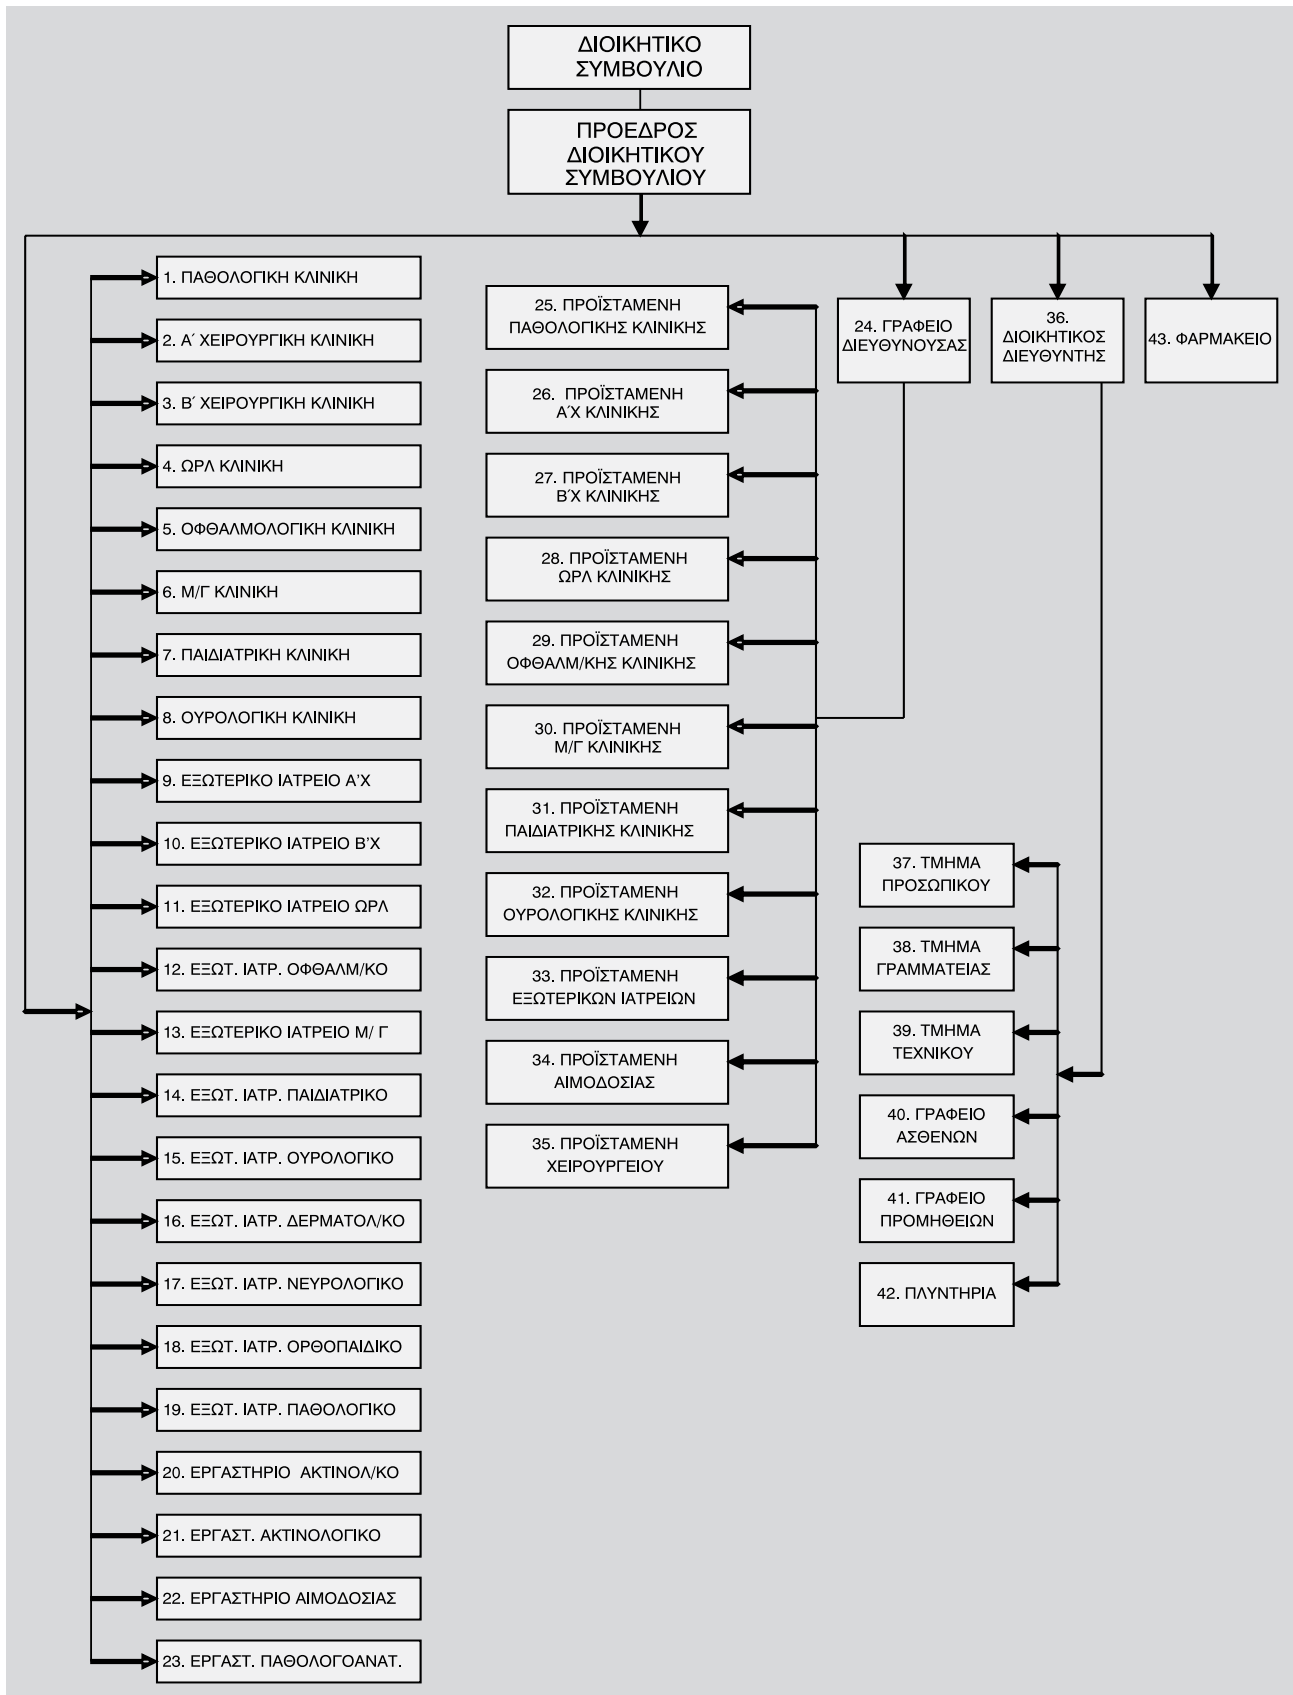 ΔΙΟΙΚΗΤΙΚΟ
ΣΥΜΒΟΥΛΙΟ
ΠΡΟΕΔΡΟΣ
ΔΙΟΙΚΗΤΙΚΟΥ
ΣΥΜΒΟΥΛΙΟΥ
1. ΠΑΘΟΛΟΓΙΚΗ ΚΛΙΝΙΚΗ
2. Α΄ ΧΕΙΡΟΥΡΓΙΚΗ ΚΛΙΝΙΚΗ
3. Β΄ ΧΕΙΡΟΥΡΓΙΚΗ ΚΛΙΝΙΚΗ
4. ΩΡΛ ΚΛΙΝΙΚΗ
5. ΟΦΘΑΛΜΟΛΟΓΙΚΗ ΚΛΙΝΙΚΗ
6. Μ/Γ ΚΛΙΝΙΚΗ
7. ΠΑΙΔΙΑΤΡΙΚΗ ΚΛΙΝΙΚΗ
8. ΟΥΡΟΛΟΓΙΚΗ ΚΛΙΝΙΚΗ
9. ΕΞΩΤΕΡΙΚΟ ΙΑΤΡΕΙΟ Α’Χ
10. ΕΞΩΤΕΡΙΚΟ ΙΑΤΡΕΙΟ Β’Χ
11. ΕΞΩΤΕΡΙΚΟ ΙΑΤΡΕΙΟ ΩΡΛ
12. ΕΞΩΤ. ΙΑΤΡ. ΟΦΘΑΛΜ/ΚΟ
13. ΕΞΩΤΕΡΙΚΟ ΙΑΤΡΕΙΟ Μ/ Γ
14. ΕΞΩΤ. ΙΑΤΡ. ΠΑΙΔΙΑΤΡΙΚΟ
15. ΕΞΩΤ. ΙΑΤΡ. ΟΥΡΟΛΟΓΙΚΟ
16. ΕΞΩΤ. ΙΑΤΡ. ΔΕΡΜΑΤΟΛ/ΚΟ
17. ΕΞΩΤ. ΙΑΤΡ. ΝΕΥΡΟΛΟΓΙΚΟ
18. ΕΞΩΤ. ΙΑΤΡ. ΟΡΘΟΠΑΙΔΙΚΟ
19. ΕΞΩΤ. ΙΑΤΡ. ΠΑΘΟΛΟΓΙΚΟ
20. ΕΡΓΑΣΤΗΡΙΟ ΑΚΤΙΝΟΛ/ΚΟ
21. ΕΡΓΑΣΤ. ΑΚΤΙΝΟΛΟΓΙΚΟ
22. ΕΡΓΑΣΤΗΡΙΟ ΑΙΜΟΔΟΣΙΑΣ
23. ΕΡΓΑΣΤ. ΠΑΘΟΛΟΓΟΑΝΑΤ.
25. ΠΡΟΪΣΤΑΜΕΝΗ
ΠΑΘΟΛΟΓΙΚΗΣ ΚΛΙΝΙΚΗΣ
26. ΠΡΟΪΣΤΑΜΕΝΗ
Α΄Χ ΚΛΙΝΙΚΗΣ
27. ΠΡΟΪΣΤΑΜΕΝΗ
Β΄Χ ΚΛΙΝΙΚΗΣ
28. ΠΡΟΪΣΤΑΜΕΝΗ
ΩΡΛ ΚΛΙΝΙΚΗΣ
29. ΠΡΟΪΣΤΑΜΕΝΗ
ΟΦΘΑΛΜ/ΚΗΣ ΚΛΙΝΙΚΗΣ
30. ΠΡΟΪΣΤΑΜΕΝΗ
Μ/Γ ΚΛΙΝΙΚΗΣ
31. ΠΡΟΪΣΤΑΜΕΝΗ
ΠΑΙΔΙΑΤΡΙΚΗΣ ΚΛΙΝΙΚΗΣ
32. ΠΡΟΪΣΤΑΜΕΝΗ
ΟΥΡΟΛΟΓΙΚΗΣ ΚΛΙΝΙΚΗΣ
33. ΠΡΟΪΣΤΑΜΕΝΗ
ΕΞΩΤΕΡΙΚΩΝ ΙΑΤΡΕΙΩΝ
34. ΠΡΟΪΣΤΑΜΕΝΗ
ΑΙΜΟΔΟΣΙΑΣ
35. ΠΡΟΪΣΤΑΜΕΝΗ
ΧΕΙΡΟΥΡΓΕΙΟΥ
24. ΓΡΑΦΕΙΟ
ΔΙΕΥΘΥΝΟΥΣΑΣ
36.
ΔΙΟΙΚΗΤΙΚΟΣ
ΔΙΕΥΘΥΝΤΗΣ
43. ΦΑΡΜΑΚΕΙΟ
37. ΤΜΗΜΑ
ΠΡΟΣΩΠΙΚΟΥ
38. ΤΜΗΜΑ
ΓΡΑΜΜΑΤΕΙΑΣ
39. ΤΜΗΜΑ
ΤΕΧΝΙΚΟΥ
40. ΓΡΑΦΕΙΟ
ΑΣΘΕΝΩΝ
41. ΓΡΑΦΕΙΟ
ΠΡΟΜΗΘΕΙΩΝ
42. ΠΛΥΝΤΗΡΙΑ